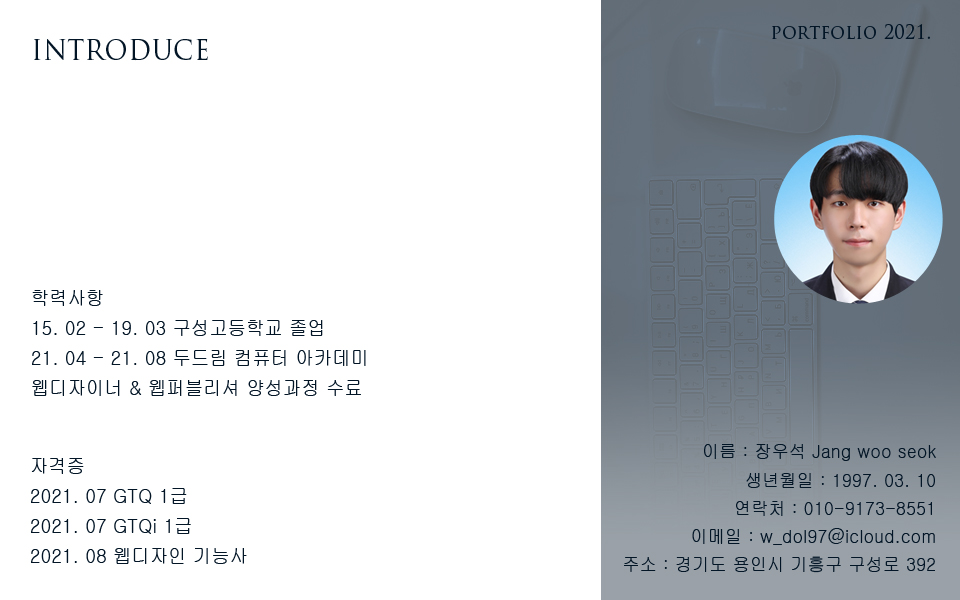 INTRODUCE
학력사항
15. 02 - 19. 03 구성고등학교 졸업
21. 04 - 21. 08 두드림 컴퓨터 아카데미
웹디자이너 & 웹퍼블리셔 양성과정 수료
자격증
2021. 07 GTQ 1급
2021. 07 GTQi 1급
2021. 08 웹디자인 기능사
PORTFOLIO 2021.
이름 : 장우석 Jang woo seok
생년월일 : 1997. 03. 10
연락처 : 010-9173-8551
이메일 : w_dol97@icloud.com
주소 : 경기도 용인시 기흥구 구성로 392